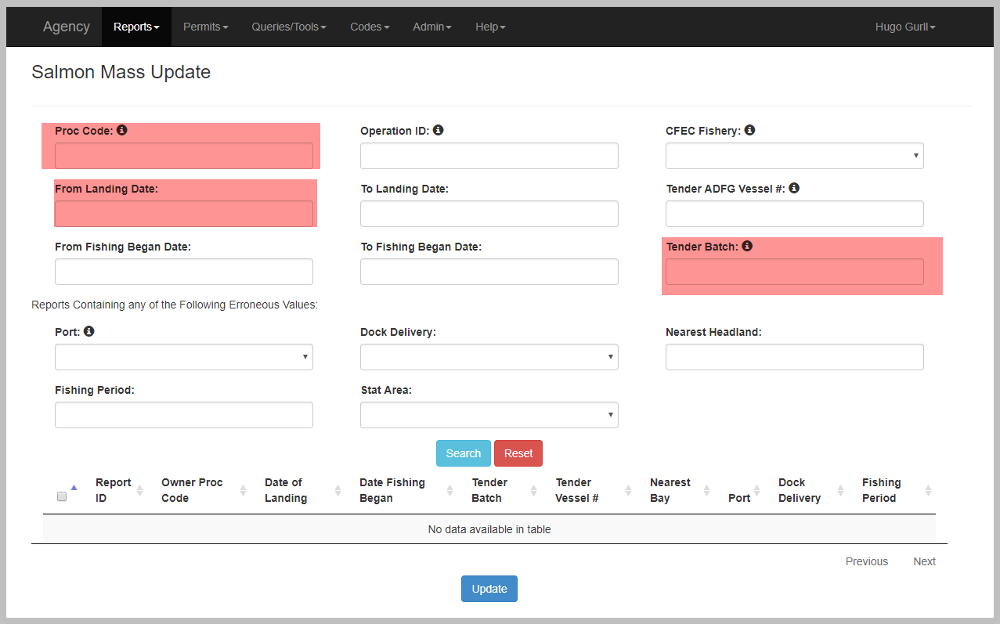 Agency Reports Permits Queries/Tools Codes Admin Help Hugo Gurll
Salmon Mass Update
Proc Code: Operation ID: CFEC Fishery:
From Landing Date: To Landing Date: Tender ADFG Vessel #:
From Fishing Began Date: To Fishing Began Date: Tender Batch:
Reports Containing any of the Following Erroneous Values:
Port: Dock Delivery: Nearest Headland:
Fishing Period: Stat Area:
Search Reset
Report ID Owner Proc Code Date of Landing Date Fishing Began Tender Batch Tender Vessel # Nearest Bay Port Dock Delivery Fishing Period
No data available in table
Previous Next
Update